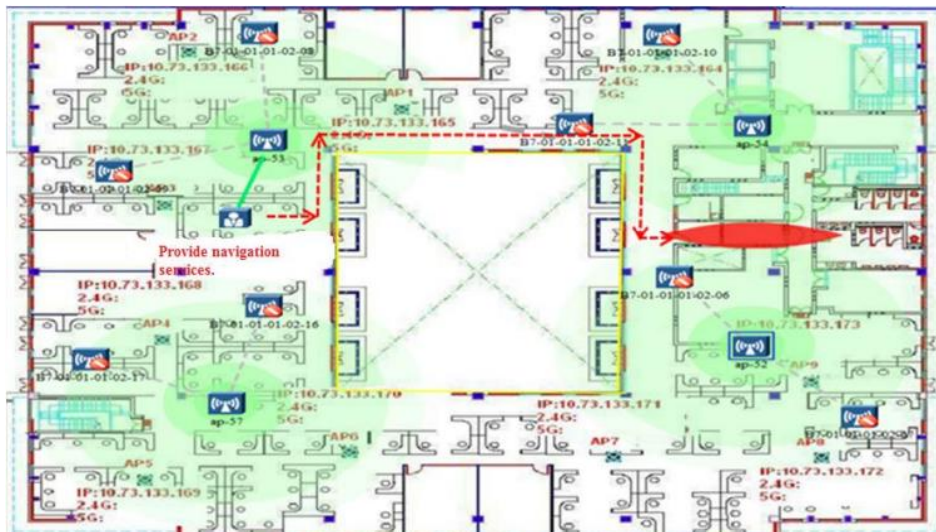 AP2
B7-01-01-01-02-08
IP:10.73.133.166
2.4G:
5G:
B7-01-01-01-02-10
IP:10.73.133.164
2.4G:
5G:
AP1
IP:10.73.133.165
5G:
B7-01-01-01-02-11
ap-53
ap-54
IP:10.73.133.167
Provide navigation
services.
IP:10.73.133.168
2.4G:
5G:
B7-01-01-01-02-16
B7-01-01-01-02-06
AP4
IP:10.73.133.173
B7-01-01-01-02-17
ap-52
AP9
ap-57
IP:10.73.133.170
2.4G:
5G:
IP:10.73.133.171
2.4G:
5G:
AP6
AP7
AP8
AP5
IP:10.73.133.169
2.4G:
5G:
IP:10.73.133.172
2.4G:
5G: